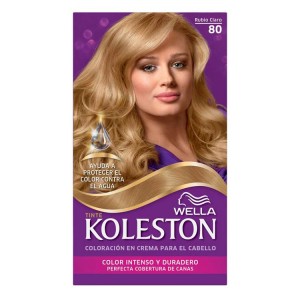 Rubio Claro
80
AYUDA A
PROTEGER EL
COLOR CONTRA
EL AGUA
WELLA
TINTE
KOLESTON
COLORACIÓN EN CREMA PARA EL CABELLO
COLOR INTENSO Y DURADERO
PERFECTA COBERTURA DE CANAS